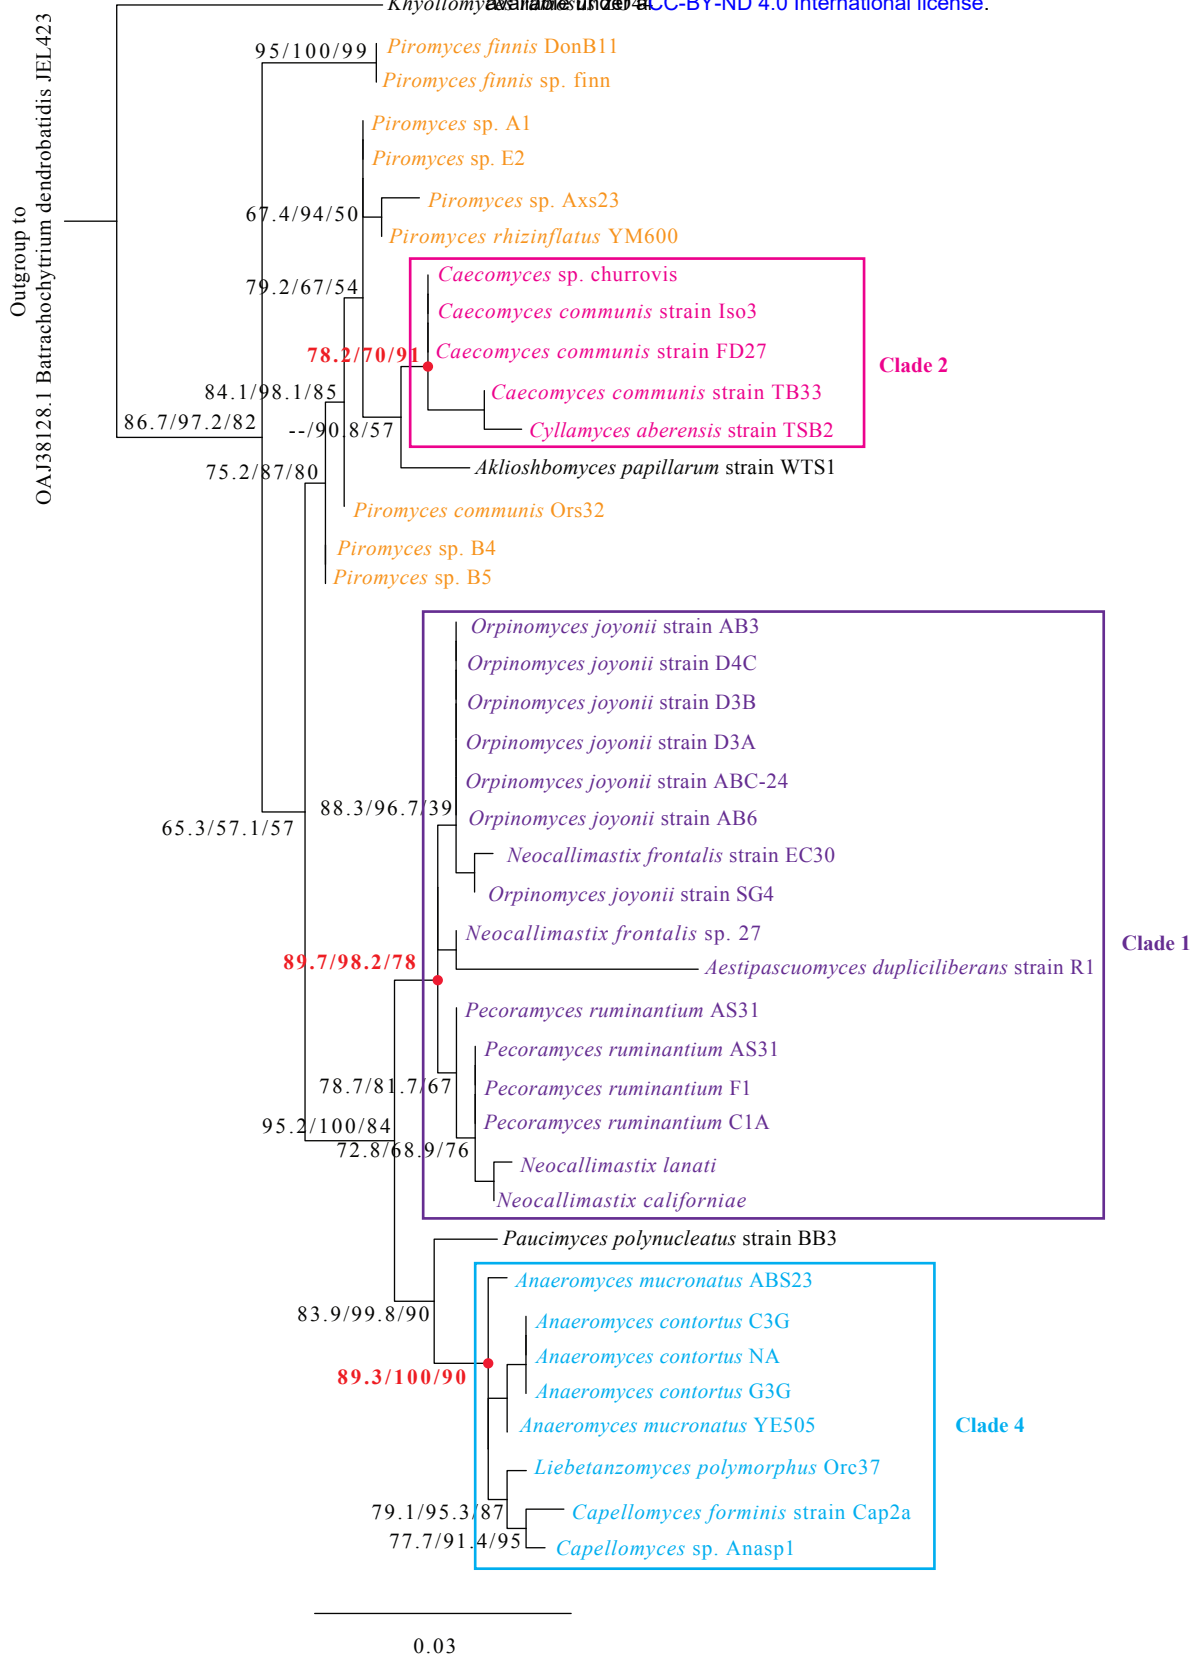 Khyollomyces
available under a CC-BY-ND 4.0 International license.
Outgroup to
OAJ38128.1 Batrachochytrium dendrobatidis JEL423
95/100/99
Piromyces finnis DonB11
Piromyces finnis sp. finn
Piromyces sp. A1
Piromyces sp. E2
Piromyces sp. Axs23
67.4/94/50
Piromyces rhizinflatus YM600
Caecomyces sp. churrovis
79.2/67/54
Caecomyces communis strain Iso3
78.2/70/91
Caecomyces communis strain FD27
Clade 2
84.1/98.1/85
Caecomyces communis strain TB33
86.7/97.2/82
--/90.8/57
Cyllamyces aberensis strain TSB2
75.2/87/80
Aklioshbomyces papillarum strain WTS1
Piromyces communis Ors32
Piromyces sp. B4
Piromyces sp. B5
Orpinomyces joyonii strain AB3
Orpinomyces joyonii strain D4C
Orpinomyces joyonii strain D3B
Orpinomyces joyonii strain D3A
Orpinomyces joyonii strain ABC-24
88.3/96.7/39
Orpinomyces joyonii strain AB6
65.3/57.1/57
Neocallimastix frontalis strain EC30
Orpinomyces joyonii strain SG4
Neocallimastix frontalis sp. 27
Clade 1
89.7/98.2/78
Aestipascuomyces dupliciliberans strain R1
Pecoramyces ruminantium AS31
Pecoramyces ruminantium AS31
78.7/81.7/67
Pecoramyces ruminantium F1
95.2/100/84
Pecoramyces ruminantium C1A
72.8/68.9/76
Neocallimastix lanati
Neocallimastix californiae
Paucimyces polynucleatus strain BB3
Anaeromyces mucronatus ABS23
83.9/99.8/90
Anaeromyces contortus C3G
Anaeromyces contortus NA
89.3/100/90
Anaeromyces contortus G3G
Anaeromyces mucronatus YE505
Clade 4
Liebetanzomyces polymorphus Orc37
79.1/95.3/87
Capellomyces forminis strain Cap2a
77.7/91.4/95
Capellomyces sp. Anasp1
0.03